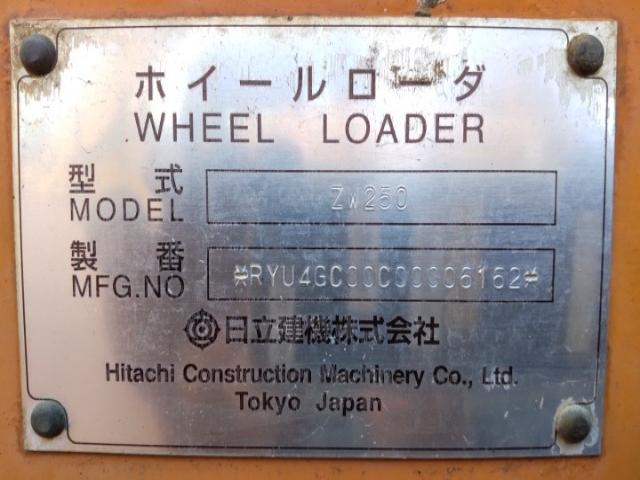 ホイールローダ
WHEEL LOADER
型式 ZW250
MODEL
製番 *RYU4GC00C00006162*
MFG.NO
日立建機株式会社
Hitachi Construction Machinery Co., Ltd.
Tokyo Japan